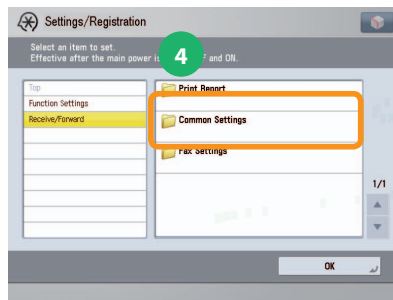 Settings/Registration
Select an item to set.
Effective after the main power is F and ON.
4
Top
Function Settings
Receive/Forward
Print Report
Common Settings
Fax Settings
1/1
OK